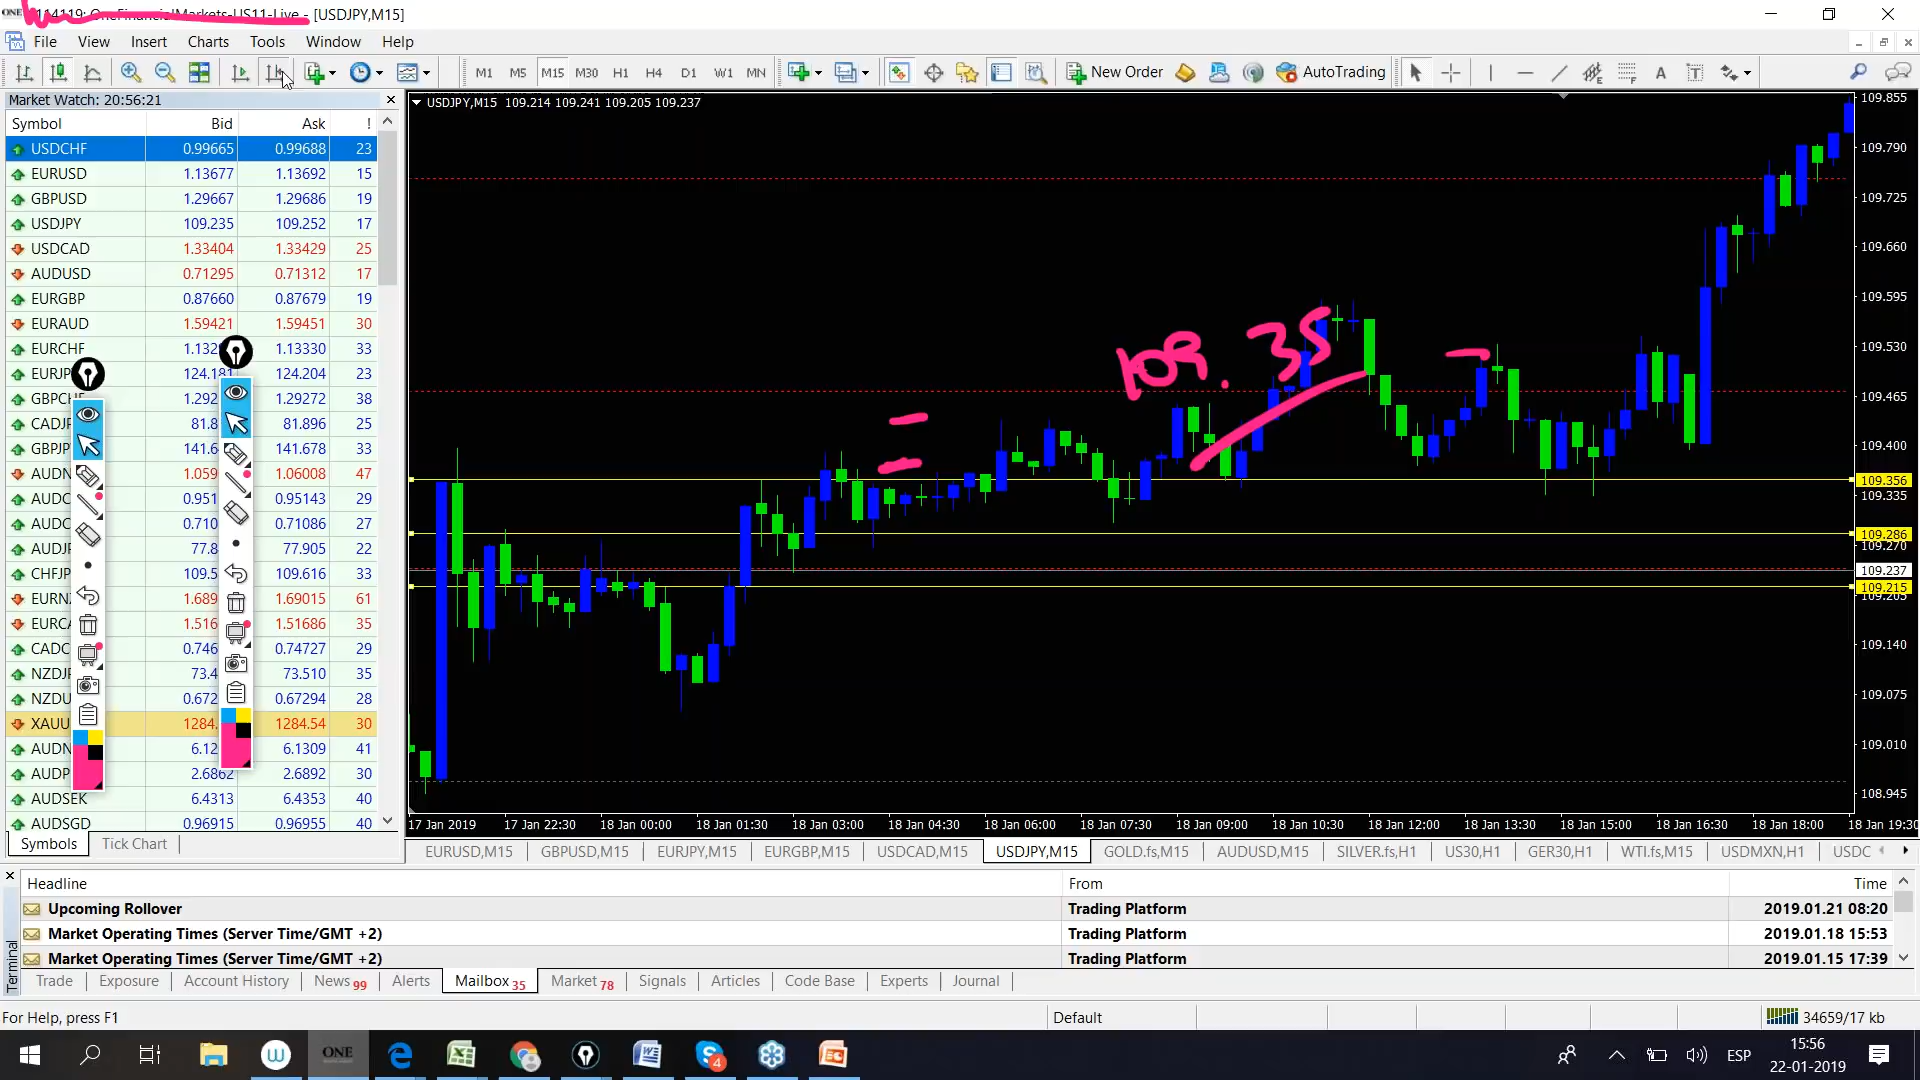 ONE 114119: OneFinancialMarkets-US11-Live - [USDJPY,M15]
File View Insert Charts Tools Window Help
M1 M5 M15 M30 H1 H4 D1 W1 MN New Order AutoTrading
Market Watch: 20:56:21
Symbol Bid Ask !
USDCHF 0.99665 0.99688 23
EURUSD 1.13677 1.13692 15
GBPUSD 1.29667 1.29686 19
USDJPY 109.235 109.252 17
USDCAD 1.33404 1.33429 25
AUDUSD 0.71295 0.71312 17
EURGBP 0.87660 0.87679 19
EURAUD 1.59421 1.59451 30
EURCHF 1.13330 33
124.204 23
38
81.896 25
141.678 33
1.06008 47
0.95143 29
0.71086 27
77.905 22
109.616 33
1.69015 61
1.51686 35
0.74727 29
73.510 35
0.67294 28
1284.54 30
6.1309 41
2.6862 2.6892 30
AUDSEK 6.4313 6.4353 40
AUDSGD 0.96915 0.96955 40
Symbols Tick Chart
USDJPY,M15 109.214 109.241 109.205 109.237
109.35
109.855
109.790
109.725
109.660
109.595
109.530
109.465
109.400
109.356
109.335
109.286
109.270
109.237
109.215
109.205
109.140
109.075
109.010
108.945
17 Jan 2019 17 Jan 22:30 18 Jan 00:00 18 Jan 01:30 18 Jan 03:00 18 Jan 04:30 18 Jan 06:00 18 Jan 07:30 18 Jan 09:00 18 Jan 10:30 18 Jan 12:00 18 Jan 13:30 18 Jan 15:00 18 Jan 16:30 18 Jan 18:00 18 Jan 19:30
EURUSD,M15 GBPUSD,M15 EURJPY,M15 EURGBP,M15 USDCAD,M15 USDJPY,M15 GOLD.fs,M15 AUDUSD,M15 SILVER.fs,H1 US30,H1 GER30,H1 WTI.fs,M15 USDMXN,H1 USDC
Terminal
Headline From Time
Upcoming Rollover Trading Platform 2019.01.21 08:20
Market Operating Times (Server Time/GMT +2) Trading Platform 2019.01.18 15:53
Market Operating Times (Server Time/GMT +2) Trading Platform 2019.01.15 17:39
Trade Exposure Account History News 99 Alerts Mailbox 35 Market 78 Signals Articles Code Base Experts Journal
For Help, press F1 Default 34659/17 kb
ONE 4 ESP 15:56
22-01-2019